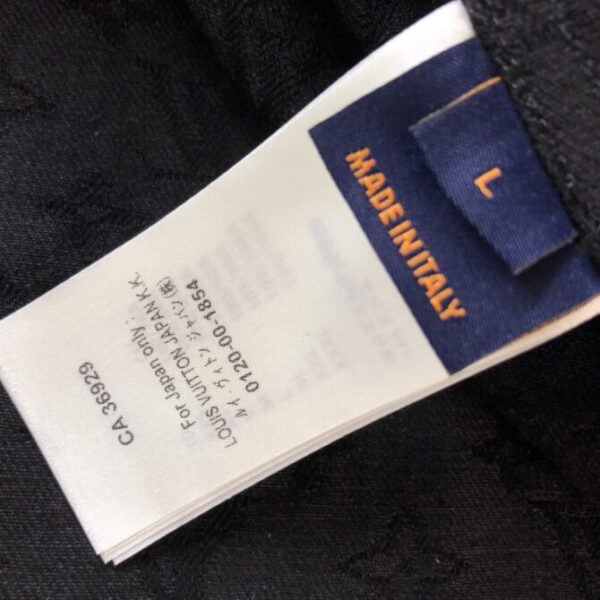 L
MADE IN ITALY
CA 36929
For Japan only :
LOUIS VUITTON JAPAN K.K.
ルイ.ヴィトン ジャパン(株)
0120-00-1854